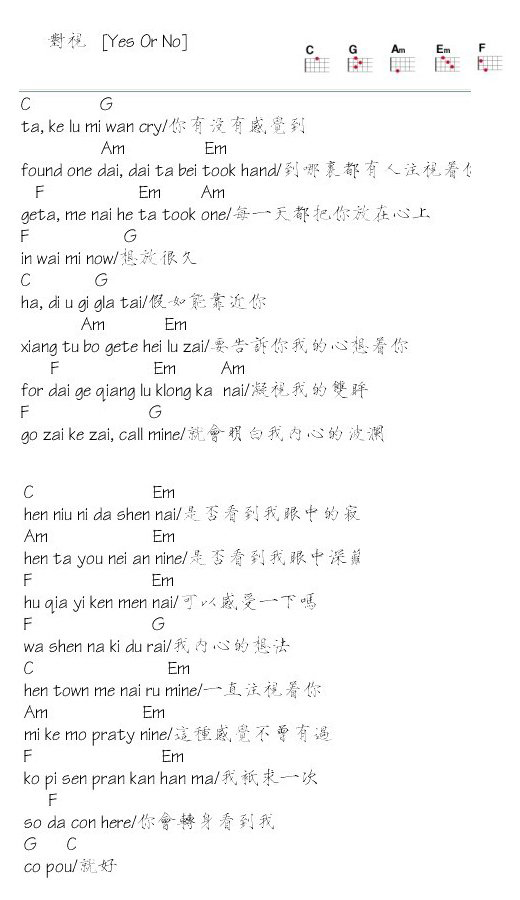 對視 [Yes Or No]
C G Am Em F
C G
ta, ke lu mi wan cry/你有沒有感覺到
Am Em
found one dai, dai ta bei took hand/到哪裏都有人注視着你
F Em Am
geta, me nai he ta took one/每一天都把你放在心上
F G
in wai mi now/想放很久
C G
ha, di u gi gla tai/假如能靠近你
Am Em
xiang tu bo gete hei lu zai/要告訴你我的心想着你
F Em Am
for dai ge qiang lu klong ka nai/凝視我的雙眸
F G
go zai ke zai, call mine/就會明白我內心的波瀾
C Em
hen niu ni da shen nai/是否看到我眼中的寂
Am Em
hen ta you nei an nine/是否看到我眼中深
F Em
hu qia yi ken men nai/可以感受一下嗎
F G
wa shen na ki du rai/我內心的想法
C Em
hen town me nai ru mine/一直注視着你
Am Em
mi ke mo praty nine/這種感覺不曾有過
F Em
ko pi sen pran kan han ma/我祇求一次
F
so da con here/你會轉身看到我
G C
co pou/就好